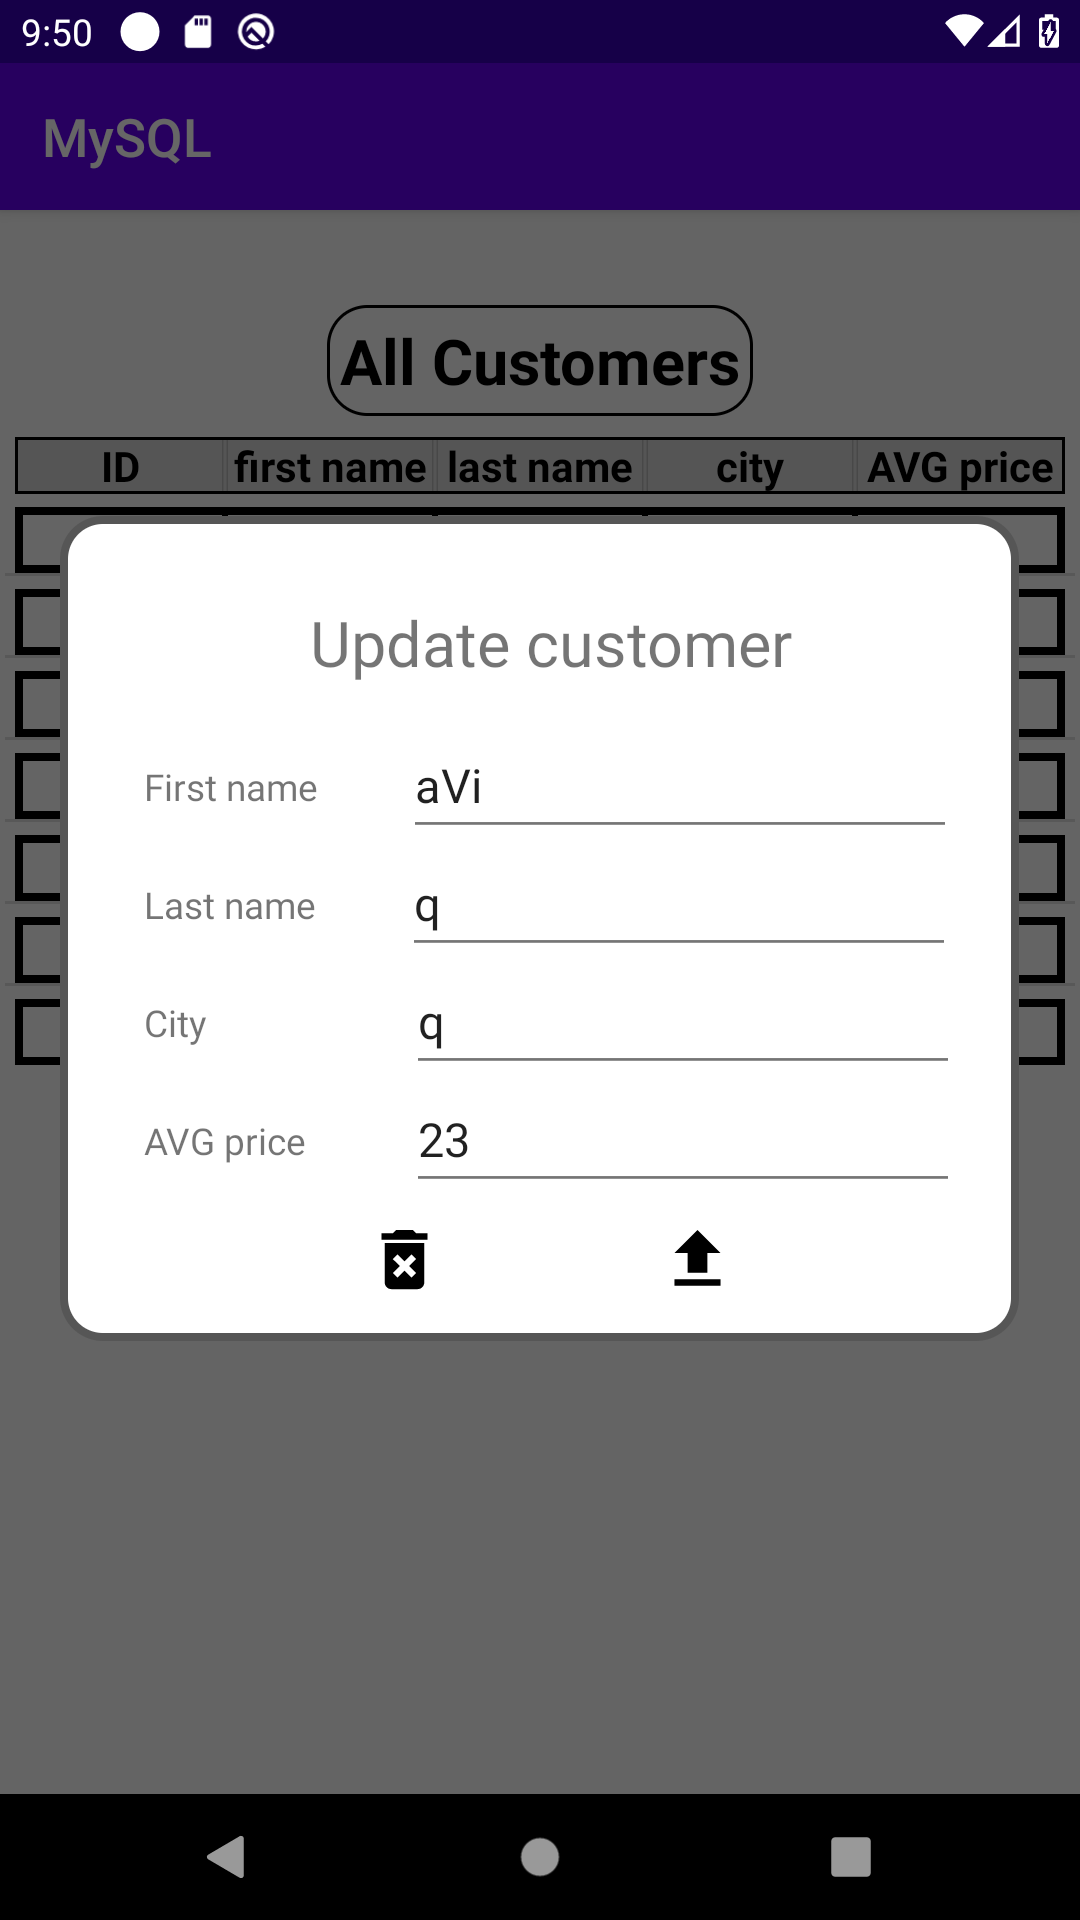 9:50
MySQL
All Customers
ID first name last name city AVG price
Update customer
First name aVi
Last name q
City q
AVG price 23